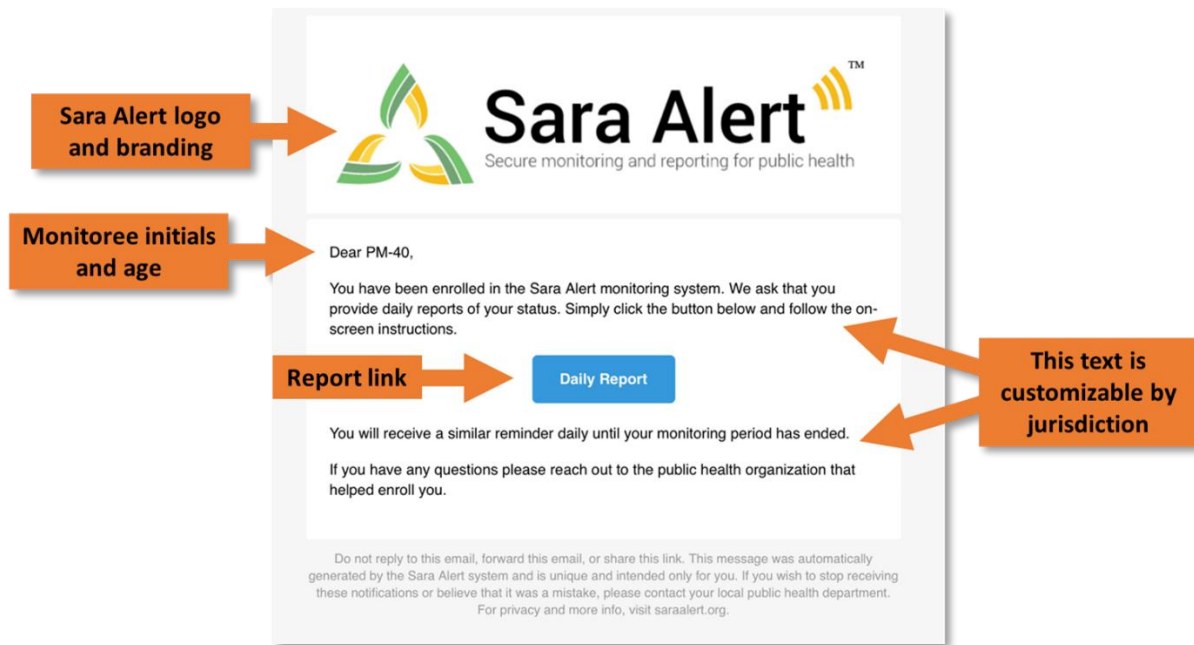 Sara Alert™
Secure monitoring and reporting for public health
Sara Alert logo
and branding
Monitoree initials
and age
Dear PM-40,
You have been enrolled in the Sara Alert monitoring system. We ask that you
provide daily reports of your status. Simply click the button below and follow the on-
screen instructions.
Report link
Daily Report
This text is
customizable by
jurisdiction
You will receive a similar reminder daily until your monitoring period has ended.
If you have any questions please reach out to the public health organization that
helped enroll you.
Do not reply to this email, forward this email, or share this link. This message was automatically
generated by the Sara Alert system and is unique and intended only for you. If you wish to stop receiving
these notifications or believe that it was a mistake, please contact your local public health department.
For privacy and more info, visit saraalert.org.